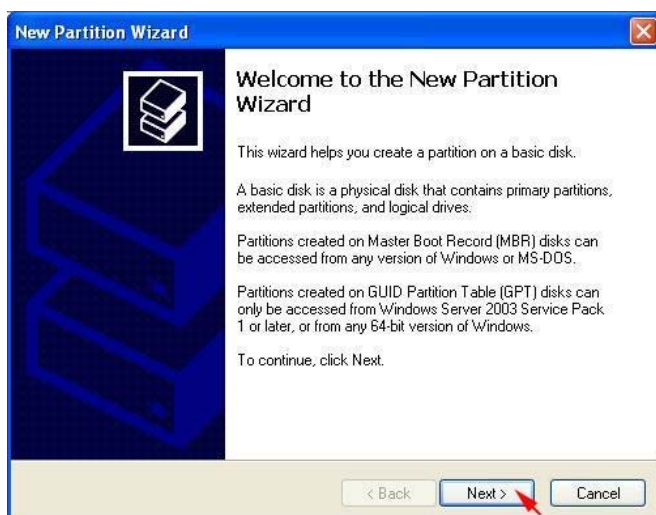 New Partition Wizard
Welcome to the New Partition
Wizard
This wizard helps you create a partition on a basic disk.
A basic disk is a physical disk that contains primary partitions,
extended partitions, and logical drives.
Partitions created on Master Boot Record (MBR) disks can
be accessed from any version of Windows or MS-DOS.
Partitions created on GUID Partition Table (GPT) disks can
only be accessed from Windows Server 2003 Service Pack
1 or later, or from any 64-bit version of Windows.
To continue, click Next.
< Back Next > Cancel